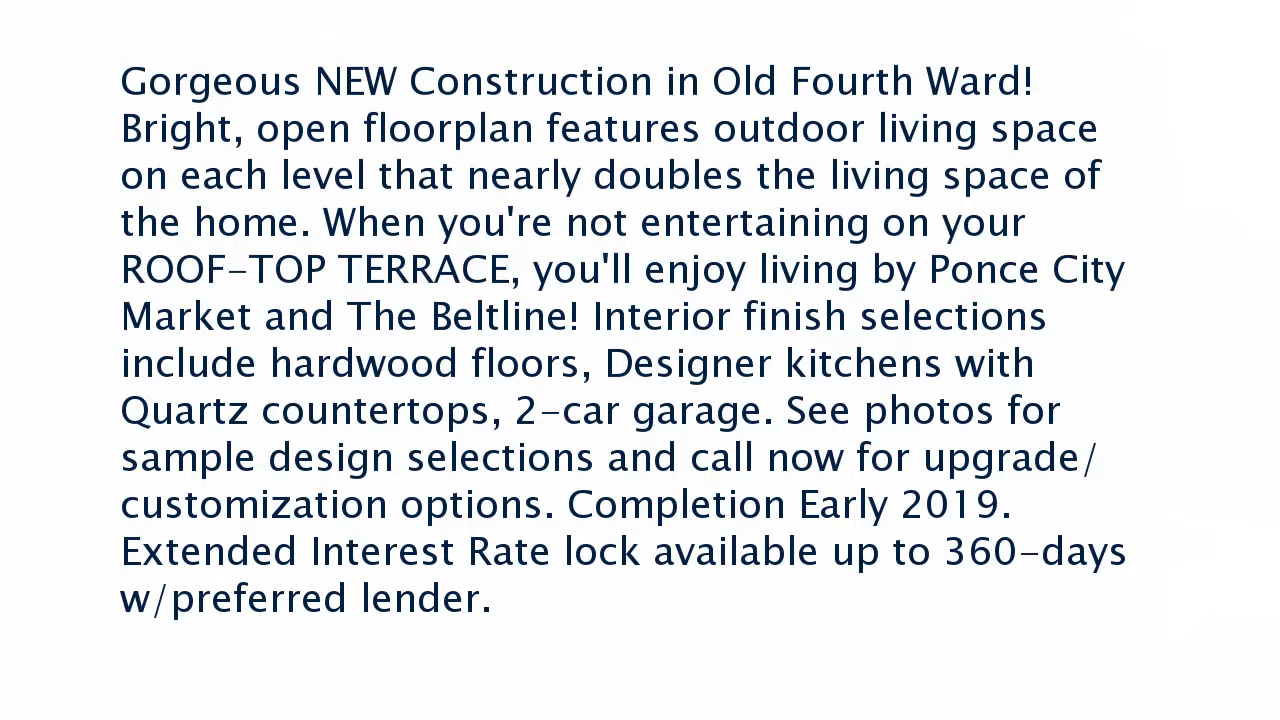 Gorgeous NEW Construction in Old Fourth Ward!
Bright, open floorplan features outdoor living space
on each level that nearly doubles the living space of
the home. When you're not entertaining on your
ROOF-TOP TERRACE, you'll enjoy living by Ponce City
Market and The Beltline! Interior finish selections
include hardwood floors, Designer kitchens with
Quartz countertops, 2-car garage. See photos for
sample design selections and call now for upgrade/
customization options. Completion Early 2019.
Extended Interest Rate lock available up to 360-days
w/preferred lender.